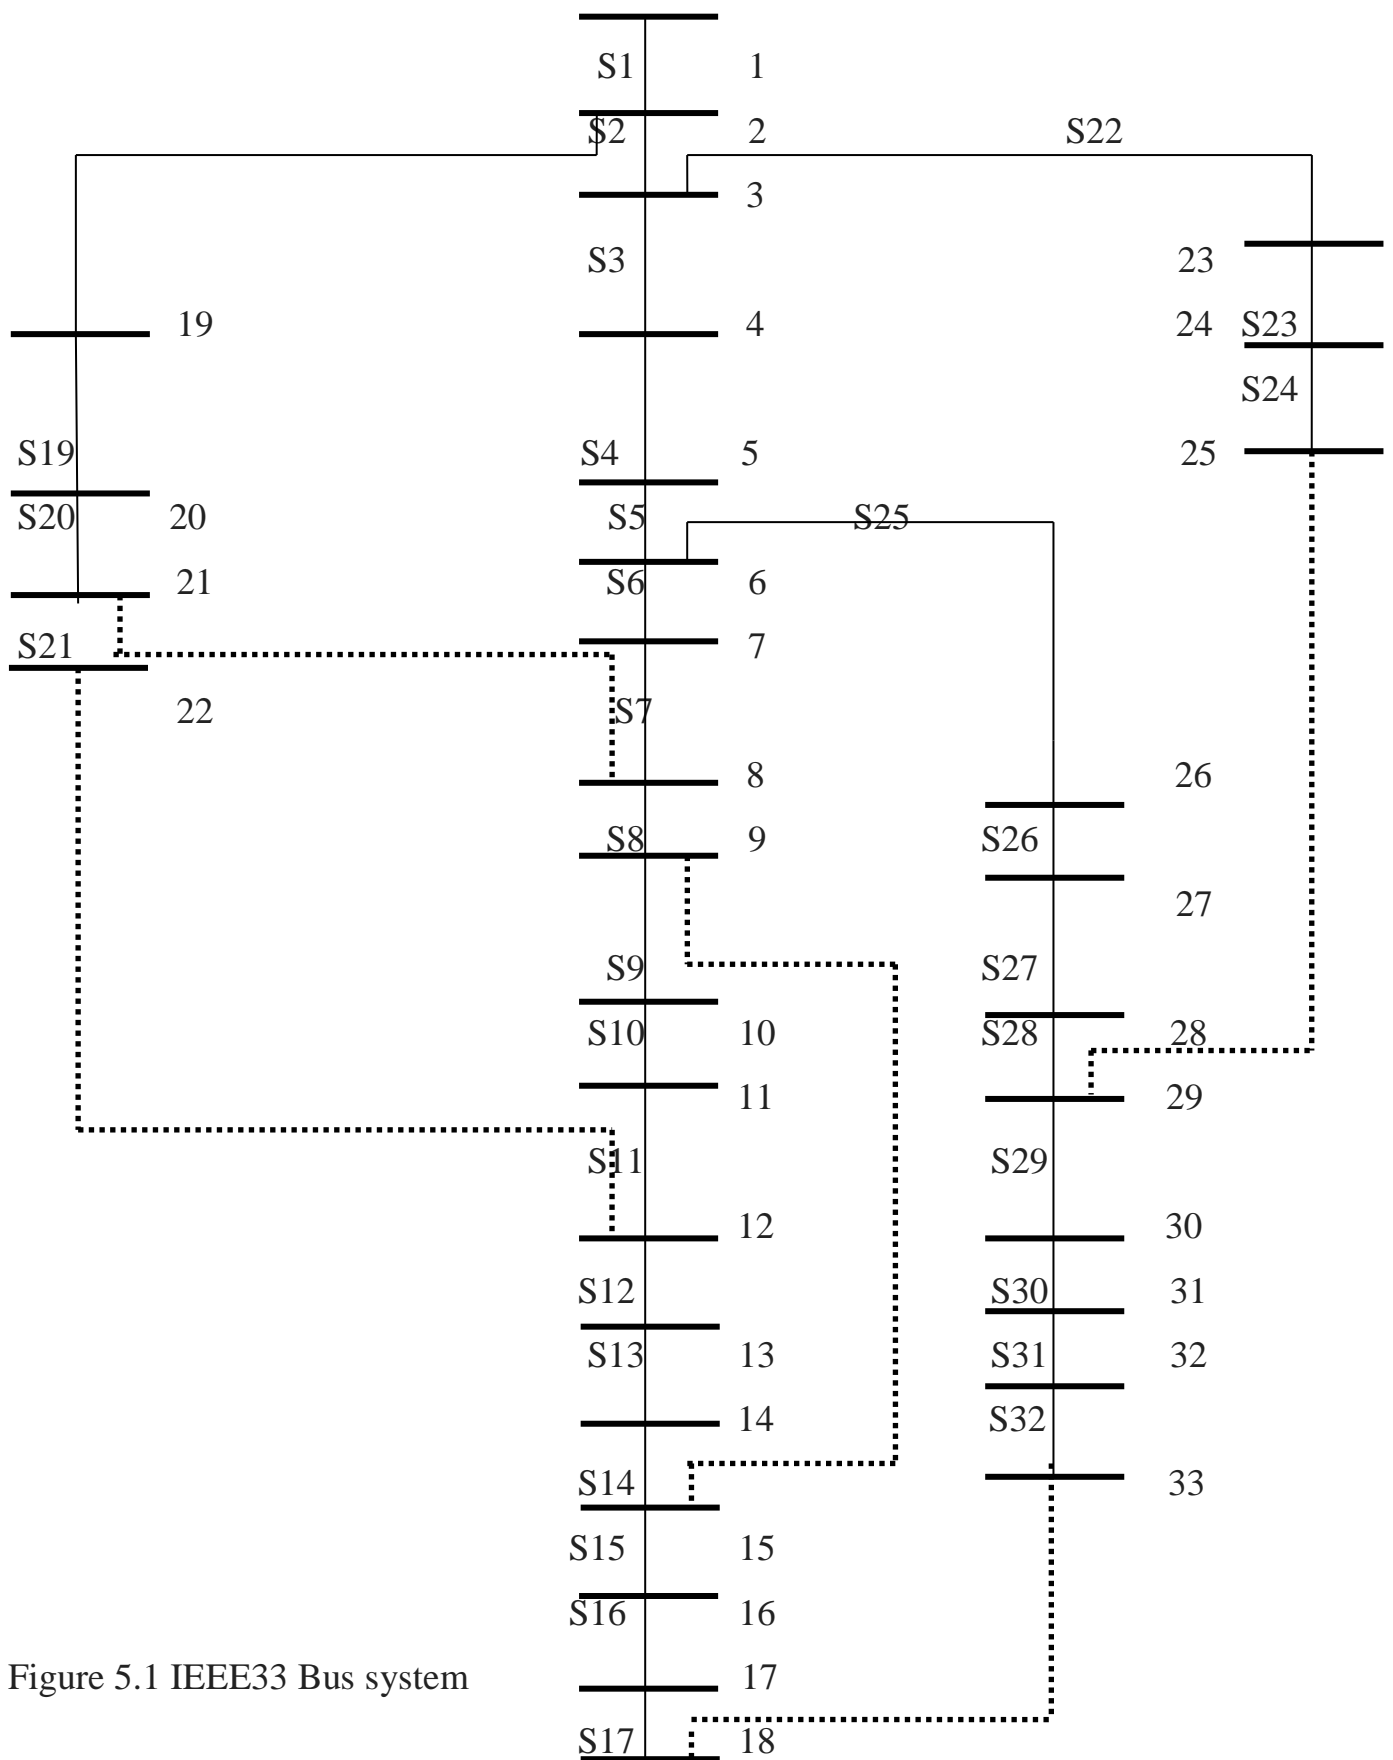 S1 1
S2 2 S22
3
S3 23
19 4 24 S23
S24
S19 S4 5 25
S20 20 S5 S25
21 S6 6
S21 7
22 S7
8 26
S8 9 S26
27
S9 S27
S10 10 S28 28
11 29
S11 S29
12 30
S12 S30 31
S13 13 S31 32
14 S32
S14 33
S15 15
S16 16
Figure 5.1 IEEE33 Bus system 17
S17 18